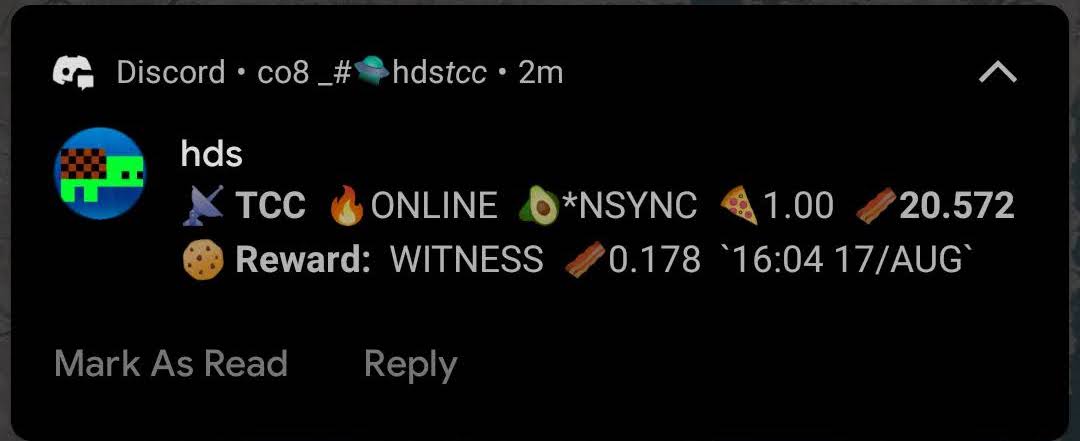 Discord • co8 _#🛸hdstcc • 2m
hds
📡 TCC 🔥ONLINE 🥑*NSYNC 🍕1.00 🥓20.572
🍪 Reward: WITNESS 🥓0.178 `16:04 17/AUG`
Mark As Read Reply